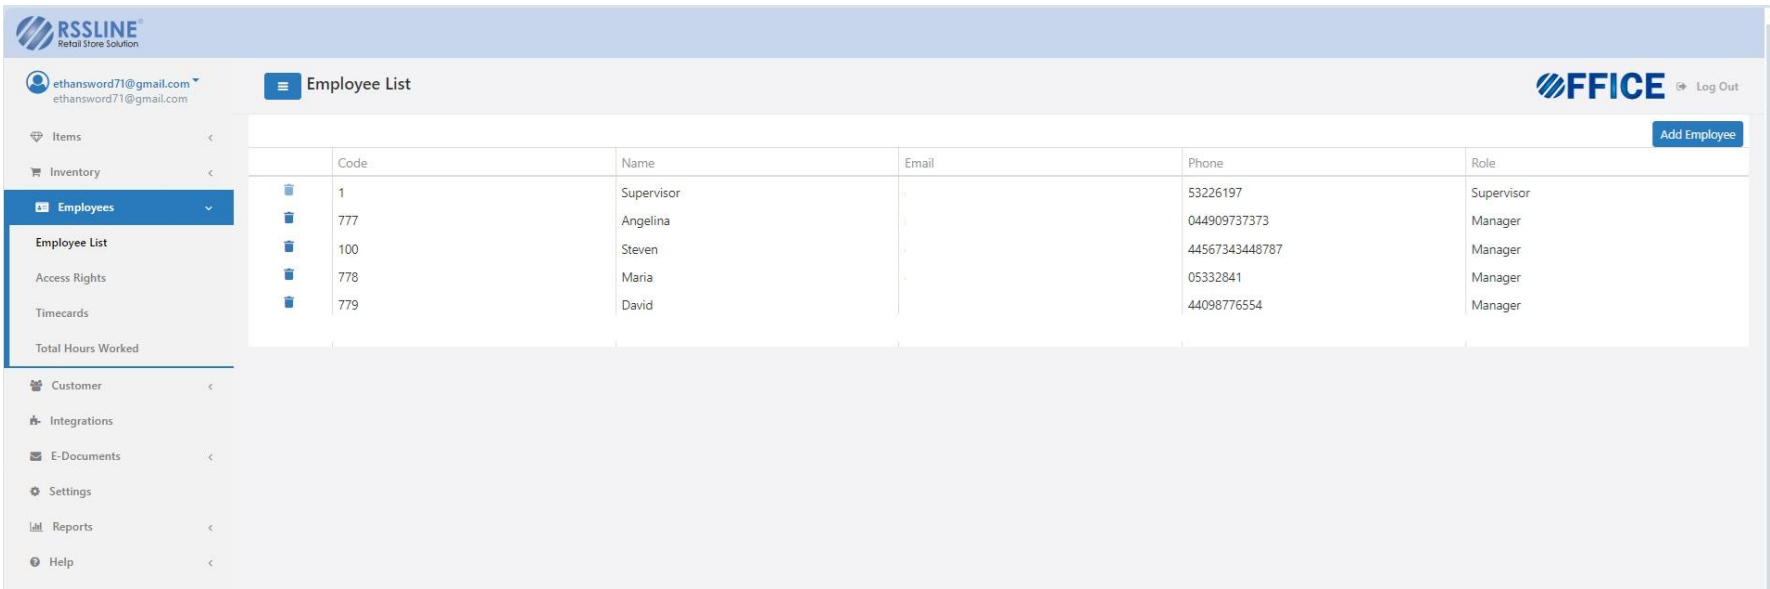 RSSLINE®
Retail Store Solution
ethansword71@gmail.com
ethansword71@gmail.com
Employee List
OFFICE
Log Out
Items
Inventory
Employees
Employee List
Access Rights
Timecards
Total Hours Worked
Customer
Integrations
E-Documents
Settings
Reports
Help
Add Employee
Code Name Email Phone Role
1 Supervisor 53226197 Supervisor
777 Angelina 044909737373 Manager
100 Steven 44567343448787 Manager
778 Maria 05332841 Manager
779 David 44098776554 Manager